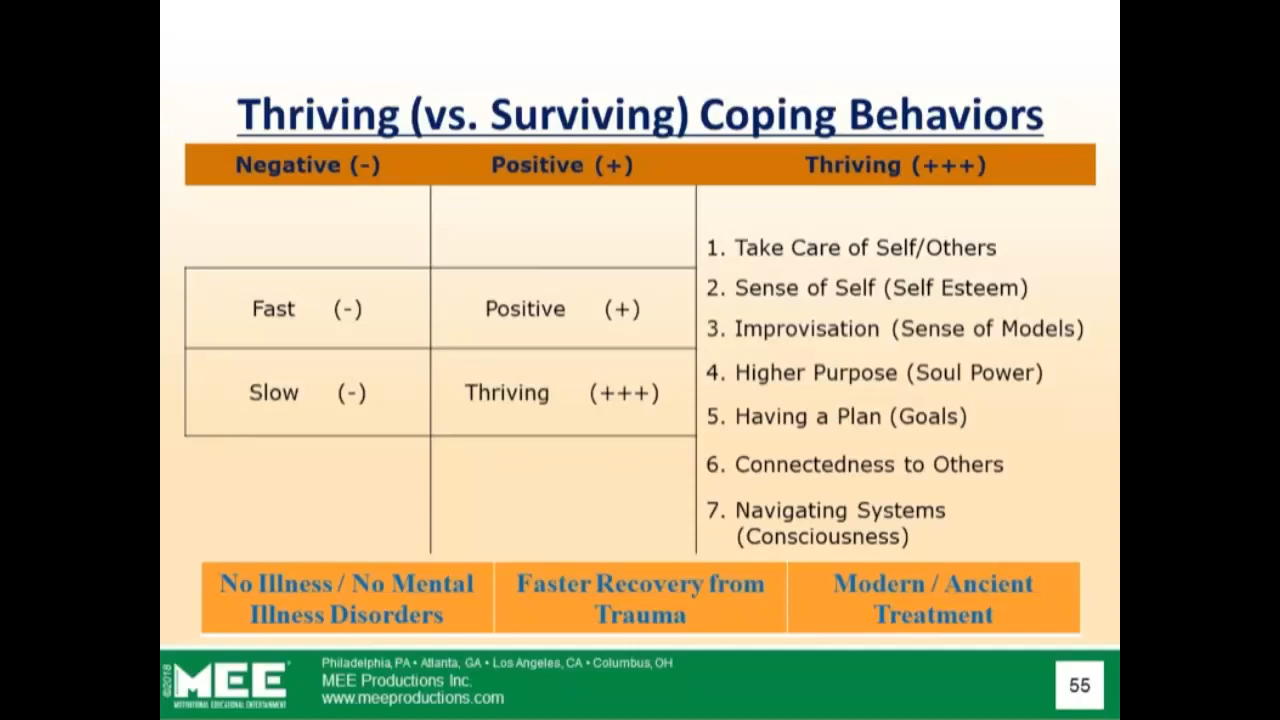 Thriving (vs. Surviving) Coping Behaviors
Negative (-) Positive (+) Thriving (+++)
1. Take Care of Self/Others
2. Sense of Self (Self Esteem)
Fast (-) Positive (+)
3. Improvisation (Sense of Models)
4. Higher Purpose (Soul Power)
Slow (-) Thriving (+++)
5. Having a Plan (Goals)
6. Connectedness to Others
7. Navigating Systems
(Consciousness)
No Illness / No Mental
Illness Disorders
Faster Recovery from
Trauma
Modern / Ancient
Treatment
©2018
MEE
MOTIVATIONAL EDUCATIONAL ENTERTAINMENT
Philadelphia, PA • Atlanta, GA • Los Angeles, CA • Columbus, OH
MEE Productions Inc.
www.meeproductions.com
55